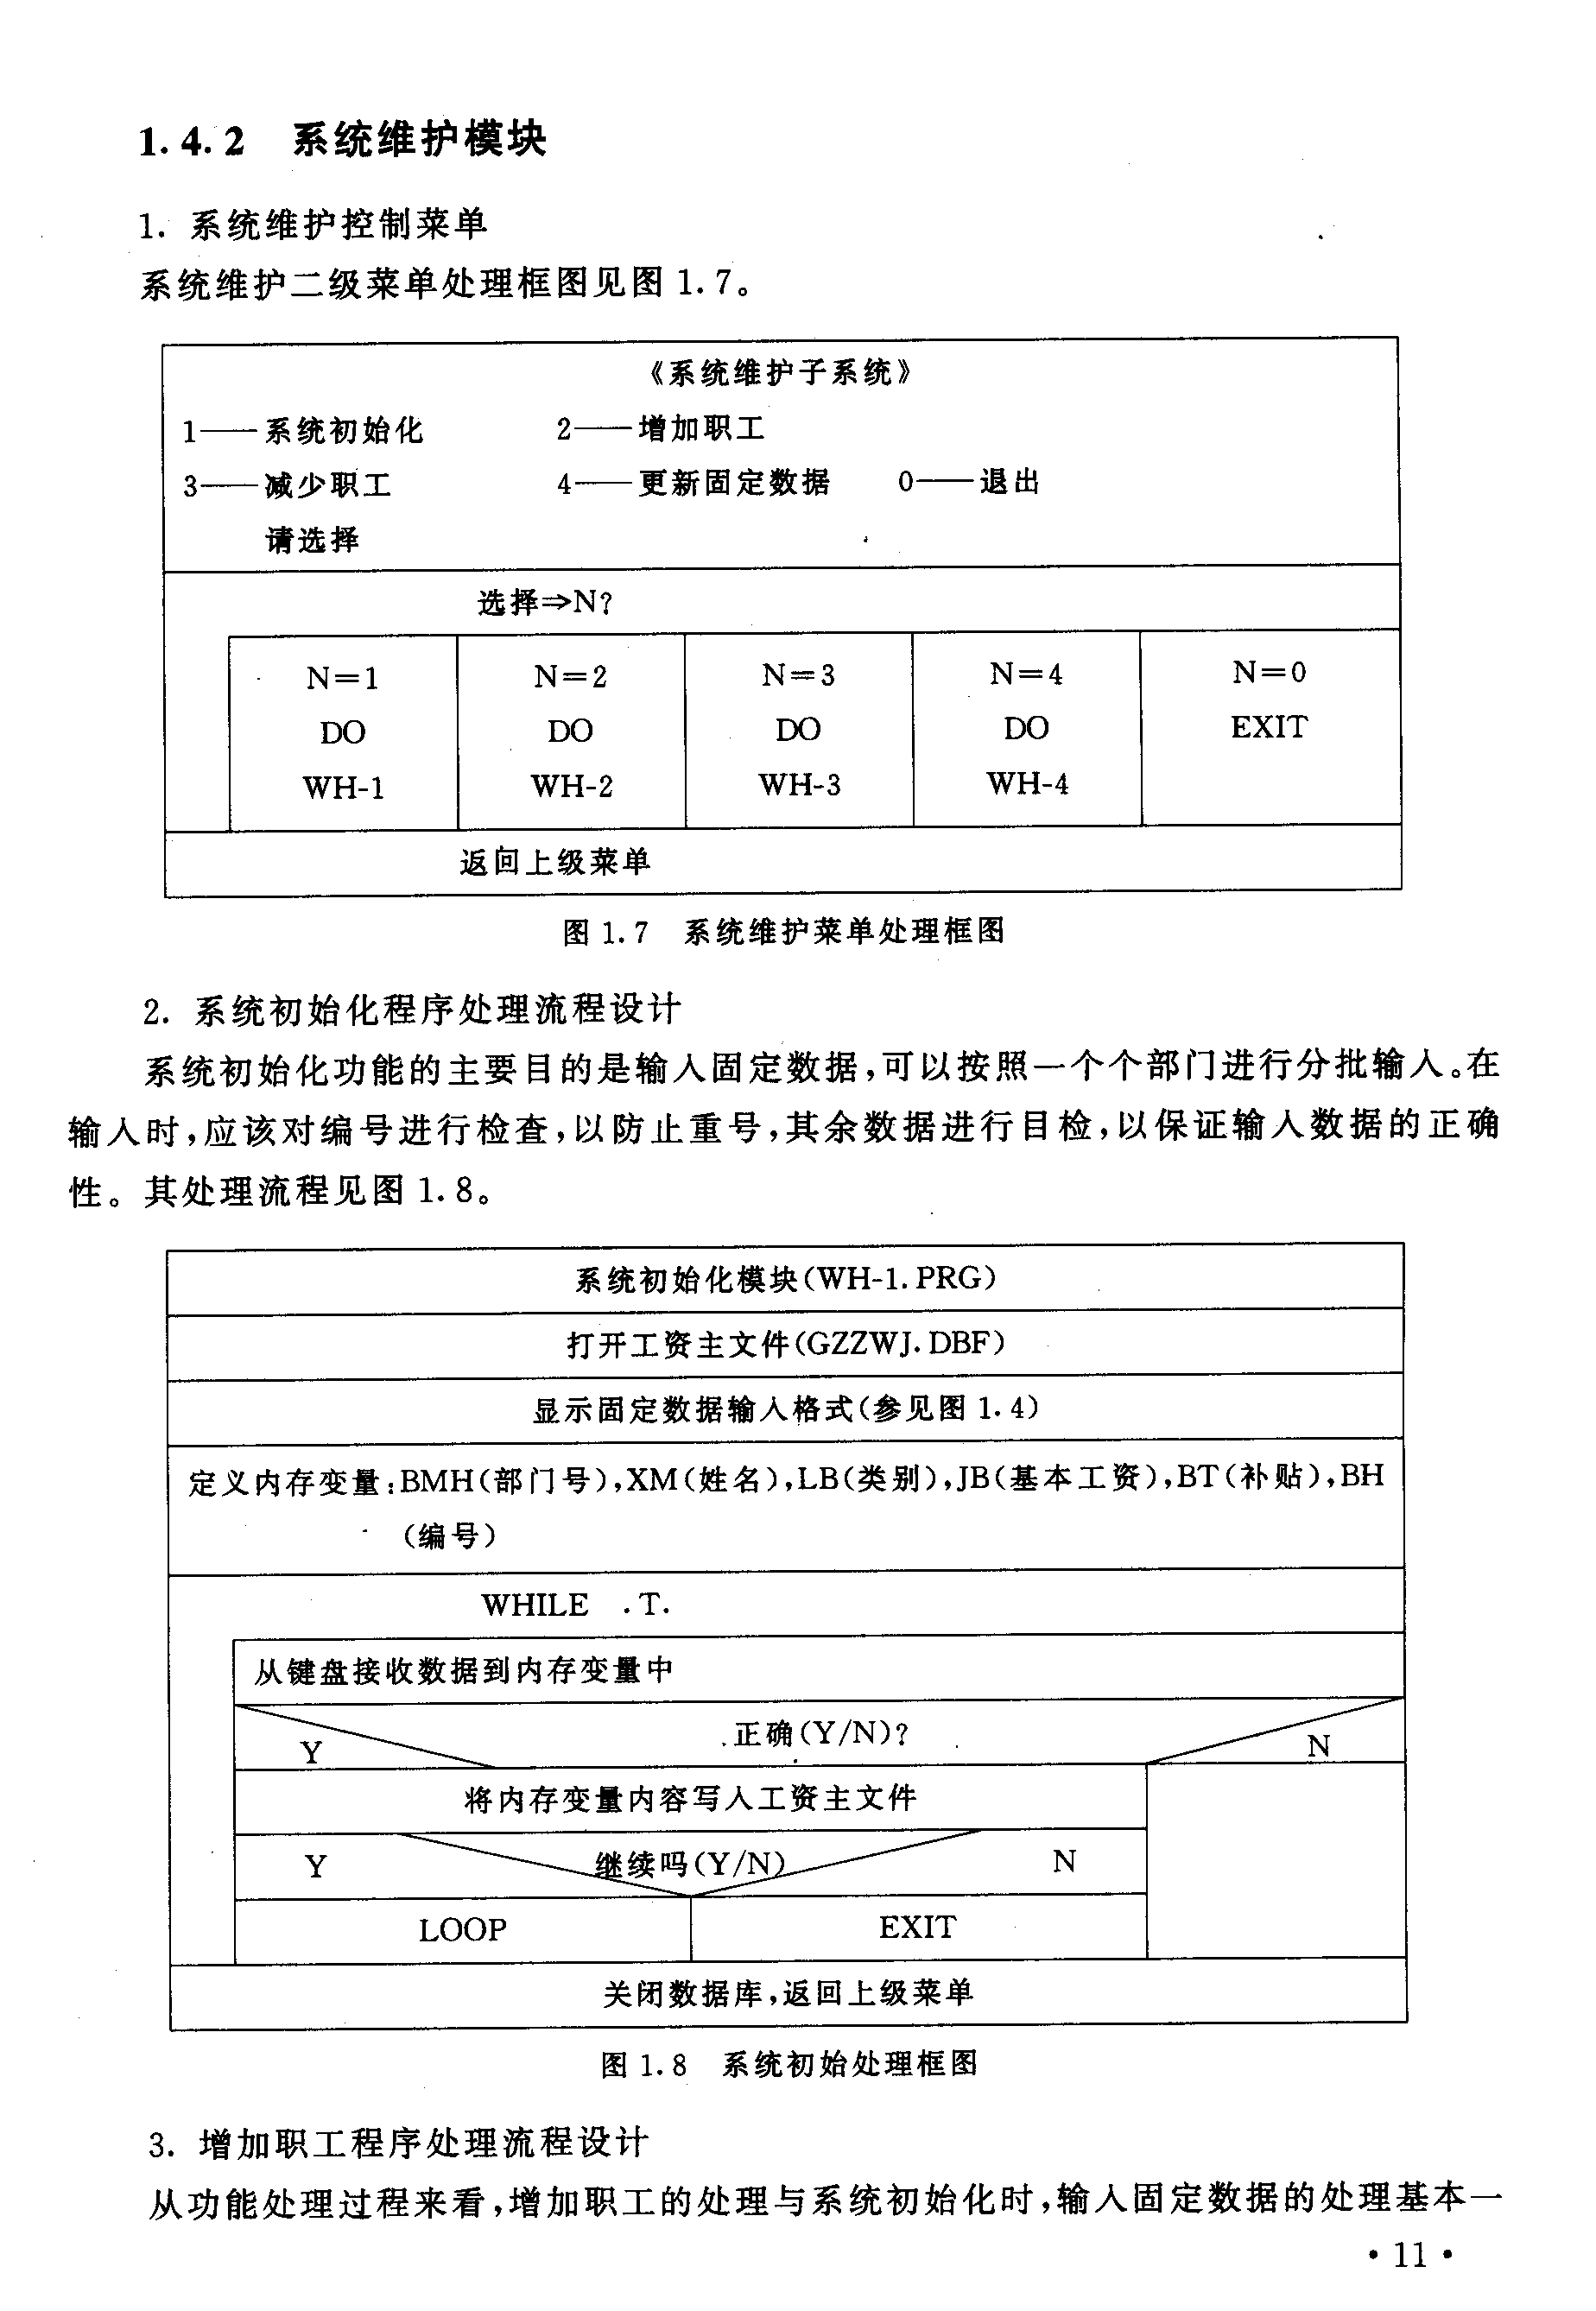 1.4.2 系统维护模块
1. 系统维护控制菜单
系统维护二级菜单处理框图见图 1.7。
《系统维护子系统》
1——系统初始化 2——增加职工
3——减少职工 4——更新固定数据 0——退出
请选择
选择⇒N?
N=1 N=2 N=3 N=4 N=0
DO DO DO DO EXIT
WH-1 WH-2 WH-3 WH-4
返回上级菜单
图 1.7 系统维护菜单处理框图
2. 系统初始化程序处理流程设计
系统初始化功能的主要目的是输入固定数据,可以按照一个个部门进行分批输入。在
输入时,应该对编号进行检查,以防止重号,其余数据进行目检,以保证输入数据的正确
性。其处理流程见图 1.8。
系统初始化模块(WH-1.PRG)
打开工资主文件(GZZWJ.DBF)
显示固定数据输入格式(参见图 1.4)
定义内存变量:BMH(部门号),XM(姓名),LB(类别),JB(基本工资),BT(补贴),BH
(编号)
WHILE .T.
从键盘接收数据到内存变量中
Y 正确(Y/N)? N
将内存变量内容写入工资主文件
Y 继续吗(Y/N) N
LOOP EXIT
关闭数据库,返回上级菜单
图 1.8 系统初始处理框图
3. 增加职工程序处理流程设计
从功能处理过程来看,增加职工的处理与系统初始化时,输入固定数据的处理基本一
·11·